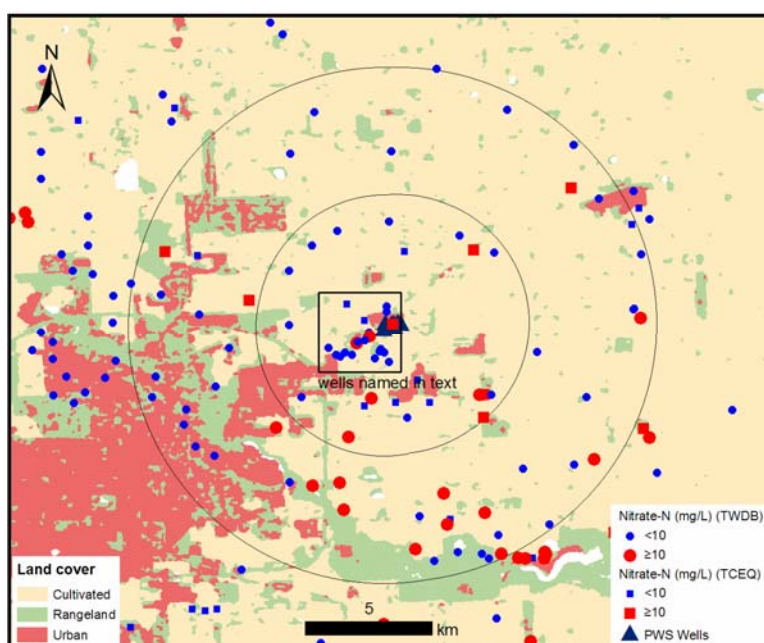 N
wells named in text
Land cover
Cultivated
Rangeland
Urban
5
km
Nitrate-N (mg/L) (TWDB)
<10
≥10
Nitrate-N (mg/L) (TCEQ)
<10
≥10
PWS Wells